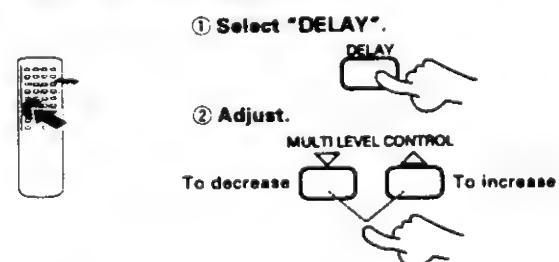 ① Select "DELAY".
DELAY
② Adjust.
MULTI LEVEL CONTROL
To decrease
To increase